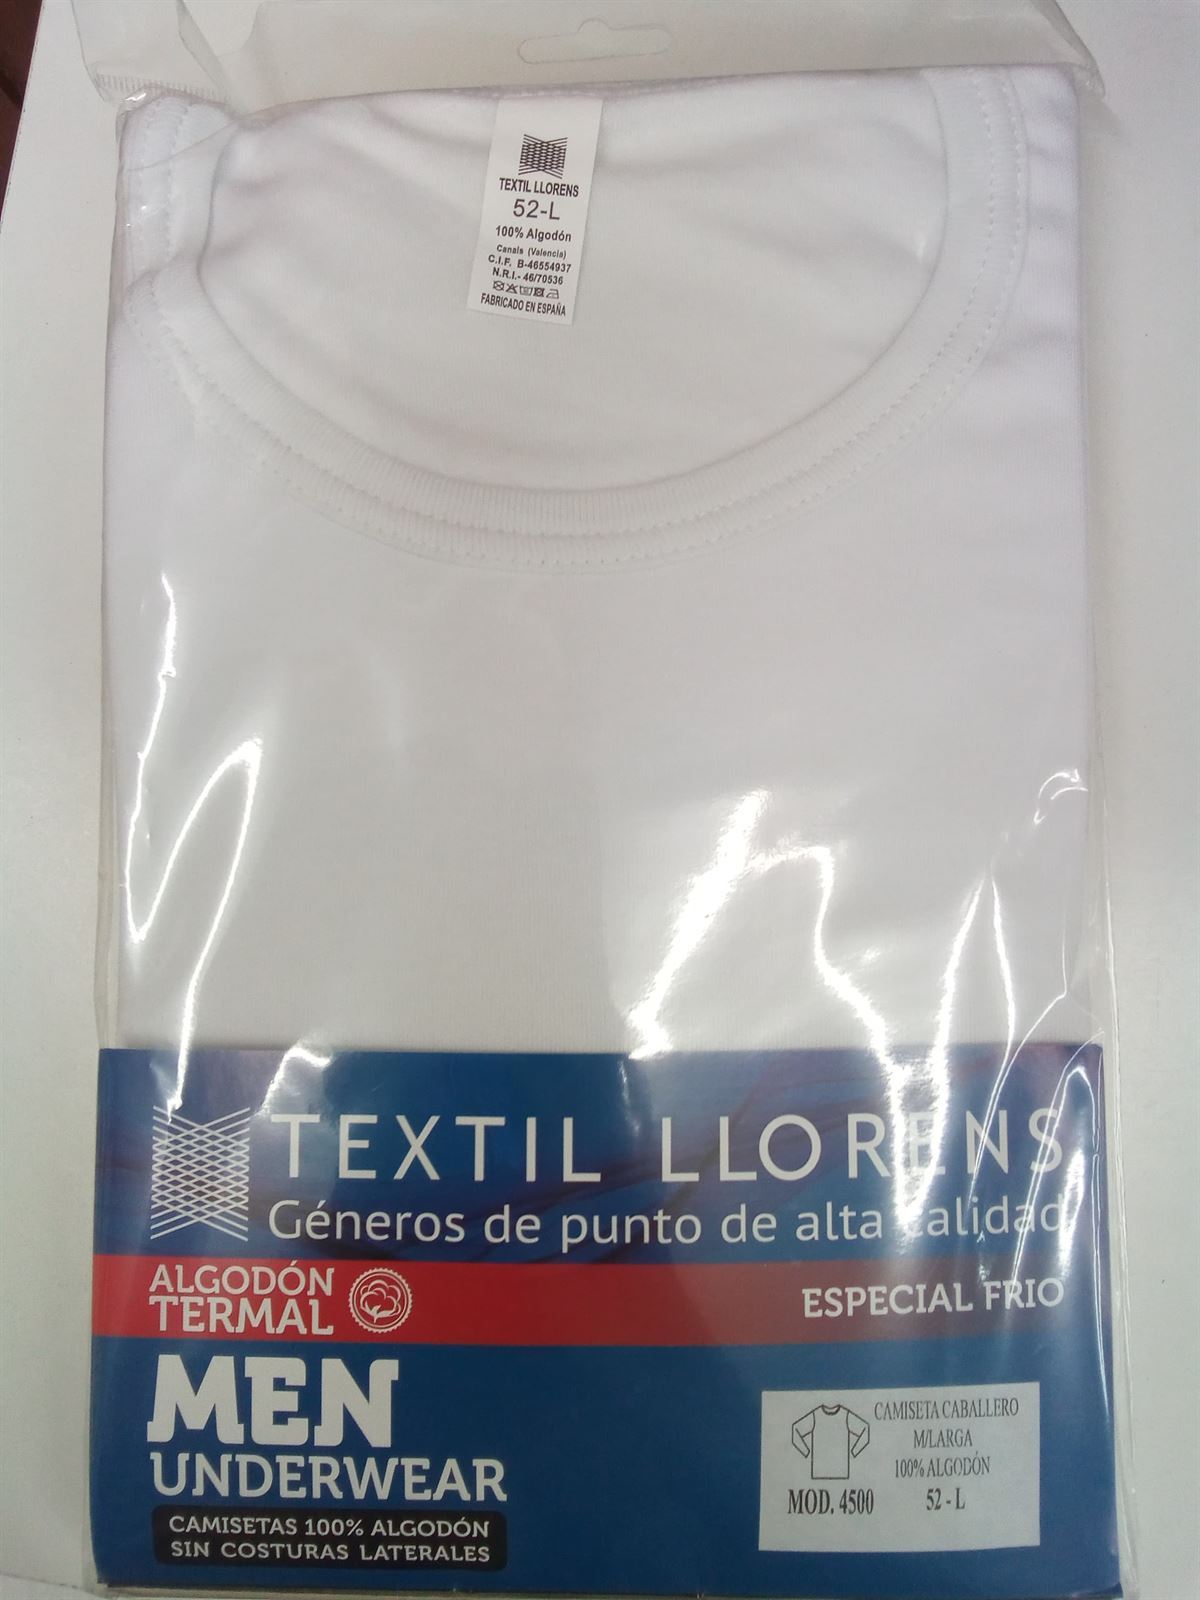 TEXTIL LLORENS
52-L
100% Algodón
Canals (Valencia)
C.I.F. B-46554937
N.R.I.- 46/70536
FABRICADO EN ESPAÑA
TEXTIL LLORENS
Géneros de punto de alta calidad
ALGODÓN
TERMAL
ESPECIAL FRIO
MEN
UNDERWEAR
CAMISETAS 100% ALGODÓN
SIN COSTURAS LATERALES
CAMISETA CABALLERO
M/LARGA
100% ALGODÓN
MOD. 4500 52 - L